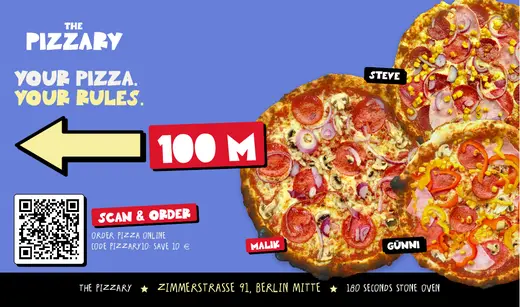 THE
PIZZARY
YOUR PIZZA.
YOUR RULES.
100 M
STEVE
MALIK
GÜNNI
SCAN & ORDER
ORDER PIZZA ONLINE
CODE PIZZARY10: SAVE 10 €
THE PIZZARY ★ ZIMMERSTRASSE 91, BERLIN MITTE ★ 180 SECONDS STONE OVEN